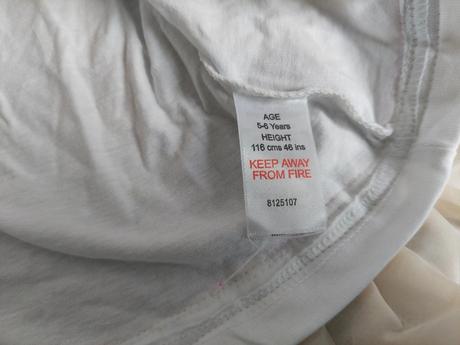 AGE
5-6 Years
HEIGHT
116 cms 46 ins
KEEP AWAY
FROM FIRE
8125107